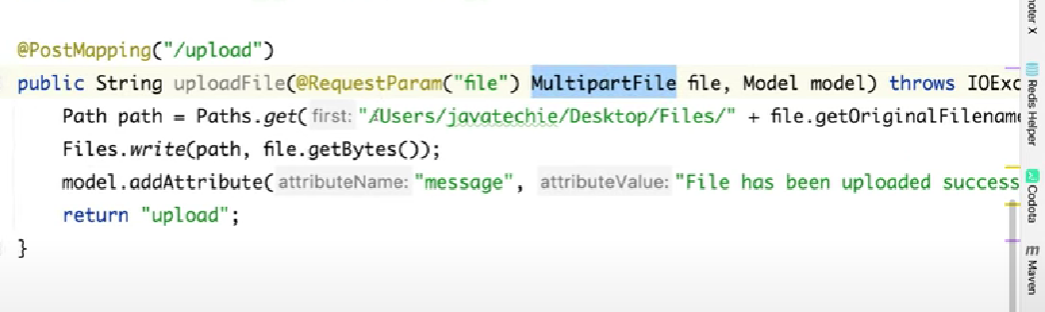 @PostMapping("/upload")
public String uploadFile(@RequestParam("file") MultipartFile file, Model model) throws IOExc
Path path = Paths.get( first: "/Users/javatechie/Desktop/Files/" + file.getOriginalFilename
Files.write(path, file.getBytes());
model.addAttribute( attributeName: "message", attributeValue: "File has been uploaded success
return "upload";
}
oter X
Redis Helper
Codota
m Maven